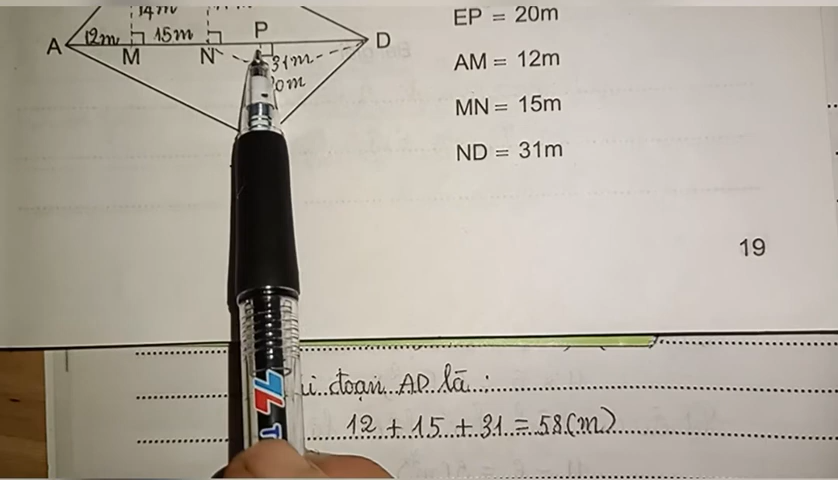 14m
EP = 20m
A 12m 15m P D
M N
31m
AM = 12m
MN = 15m
ND = 31m
19
đoạn AD là :
12 + 15 + 31 = 58 (m)